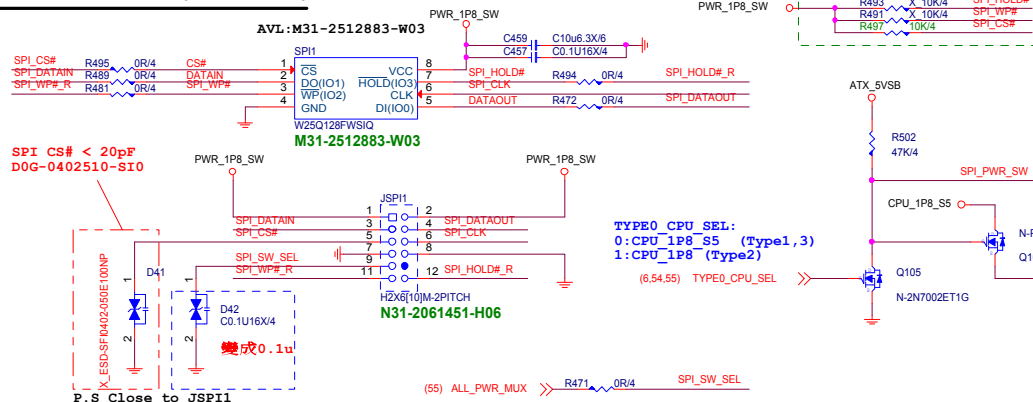 AVL:M31-2512883-W03
PWR_1P8_SW
C459 C10u6.3X/6
C457 C0.1U16X/4
SPI1
SPI_CS# R495 0R/4 CS# 1 CS VCC 8
SPI_DATAIN R489 0R/4 DATAIN 2 DO(IO1) HOLD(IO3) 7 SPI_HOLD# R494 0R/4 SPI_HOLD#_R
SPI_WP#_R R481 0R/4 SPI_WP# 3 WP(IO2) CLK 6 SPI_CLK
4 GND DI(IO0) 5 DATAOUT R472 0R/4 SPI_DATAOUT
W25Q128FWSIQ
M31-2512883-W03
PWR_1P8_SW
R493 X_10K/4 SPI_HOLD#
R491 X_10K/4 SPI_WP#
R497 10K/4 SPI_CS#
SPI CS# < 20pF
D0G-0402510-SI0
PWR_1P8_SW
PWR_1P8_SW
JSPI1
1 2
SPI_DATAIN 3 4 SPI_DATAOUT
SPI_CS# 5 6 SPI_CLK
7 8
SPI_SW_SEL 9
SPI_WP#_R 11 12 SPI_HOLD#_R
H2X6[10]M-2PITCH
N31-2061451-H06
1 D41 2
X_ESD-SFI0402-050E100NP
1 D42
C0.1U16X/4
2
變成0.1u
P.S Close to JSPI1
(55) ALL_PWR_MUX R471 0R/4 SPI_SW_SEL
ATX_5VSB
R502
47K/4
SPI_PWR_SW
CPU_1P8_S5
TYPE0_CPU_SEL:
0:CPU_1P8_S5 (Type1,3)
1:CPU_1P8 (Type2)
(6,54,55) TYPE0_CPU_SEL
Q105
N-2N7002ET1G